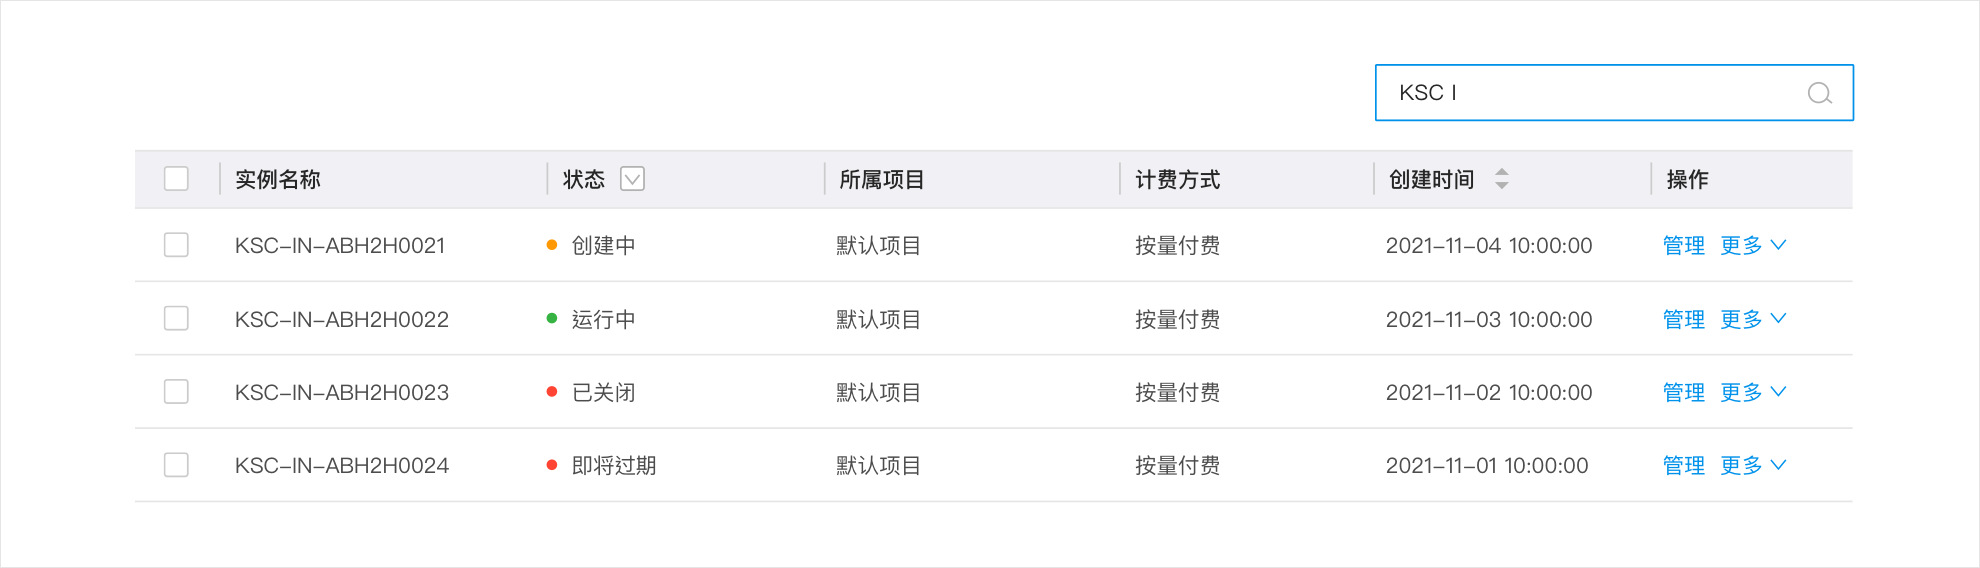 KSC I
实例名称 状态 所属项目 计费方式 创建时间 操作
KSC-IN-ABH2H0021 创建中 默认项目 按量付费 2021-11-04 10:00:00 管理 更多
KSC-IN-ABH2H0022 运行中 默认项目 按量付费 2021-11-03 10:00:00 管理 更多
KSC-IN-ABH2H0023 已关闭 默认项目 按量付费 2021-11-02 10:00:00 管理 更多
KSC-IN-ABH2H0024 即将过期 默认项目 按量付费 2021-11-01 10:00:00 管理 更多